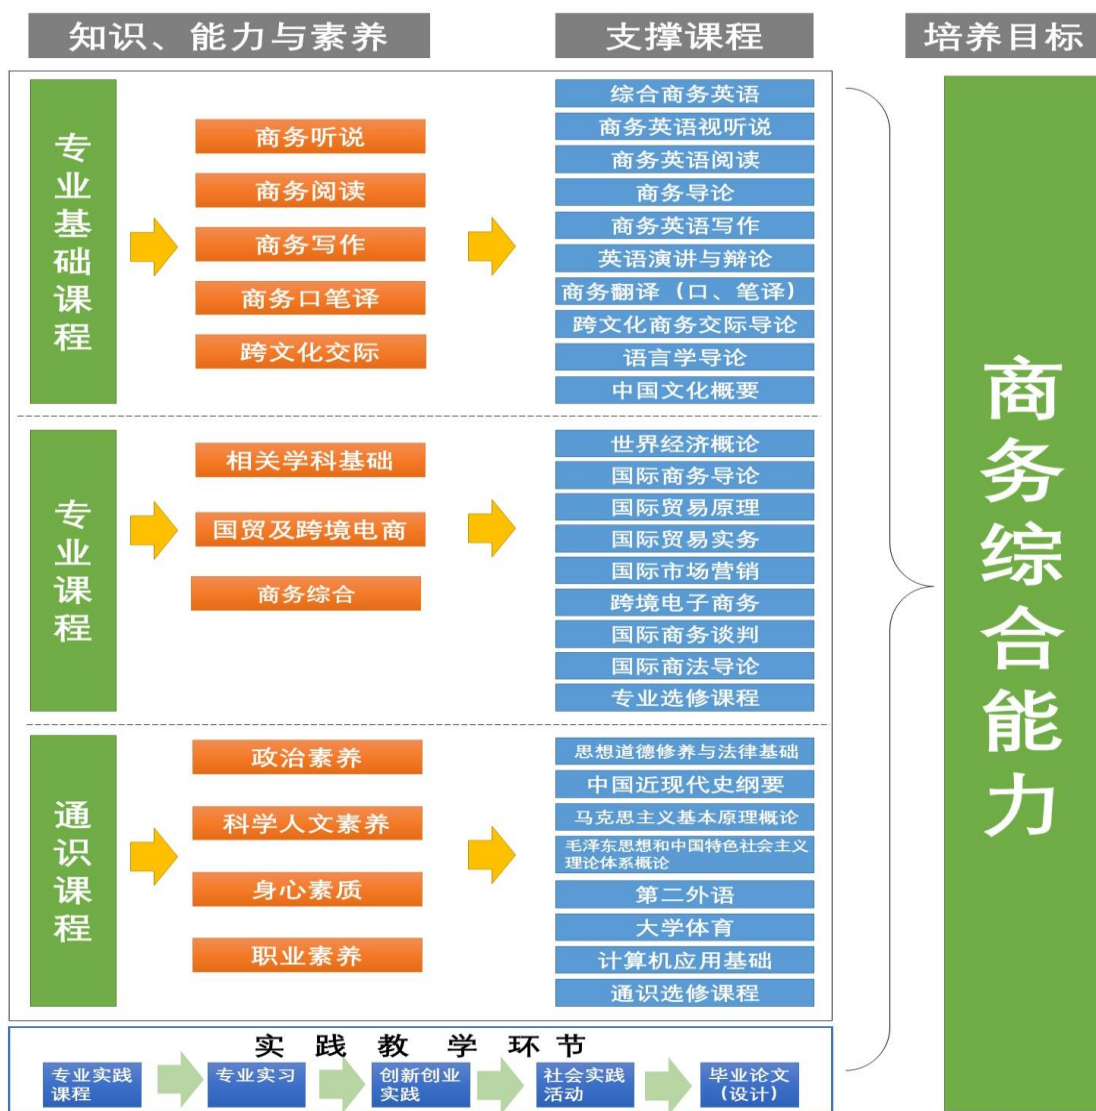 知识、能力与素养
支撑课程
培养目标
专业基础课程
商务听说
商务阅读
商务写作
商务口笔译
跨文化交际
综合商务英语
商务英语视听说
商务英语阅读
商务导论
商务英语写作
英语演讲与辩论
商务翻译（口、笔译）
跨文化商务交际导论
语言学导论
中国文化概要
专业课程
相关学科基础
国贸及跨境电商
商务综合
世界经济概论
国际商务导论
国际贸易原理
国际贸易实务
国际市场营销
跨境电子商务
国际商务谈判
国际商法导论
专业选修课程
通识课程
政治素养
科学人文素养
身心素质
职业素养
思想道德修养与法律基础
中国近现代史纲要
马克思主义基本原理概论
毛泽东思想和中国特色社会主义
理论体系概论
第二外语
大学体育
计算机应用基础
通识选修课程
商务综合能力
实践教学环节
专业实践
课程
专业实习
创新创业
实践
社会实践
活动
毕业论文
（设计）